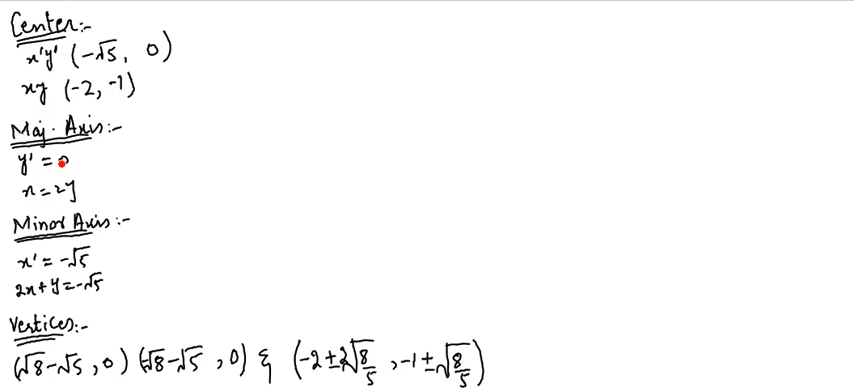 Center:-
x'y' (-√5, 0)
xy (-2, -1)
Maj. Axis:-
y' = 0
x = 2y
Minor Axis:-
x' = -√5
2x + y = -√5
Vertices:-
(√8 - √5, 0) (-√8 - √5, 0) & (-2 ± 2√(8/5), -1 ± √(8/5))